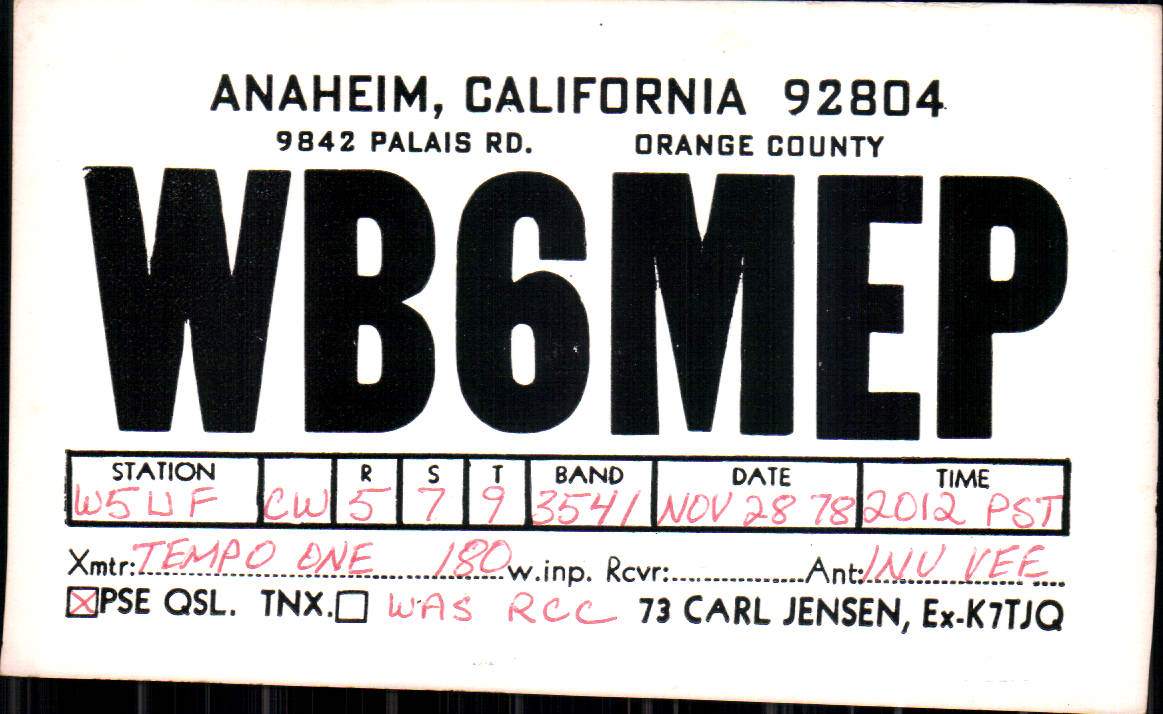 ANAHEIM, CALIFORNIA 92804
9842 PALAIS RD. ORANGE COUNTY
WB6MEP
STATION R S T BAND DATE TIME
W5UF CW 5 7 9 3541 NOV 28 78 2012 PST
Xmtr: TEMPO ONE 180 w.inp. Rcvr: Ant: INV VEE
PSE QSL. TNX. WAS RCC 73 CARL JENSEN, Ex-K7TJQ